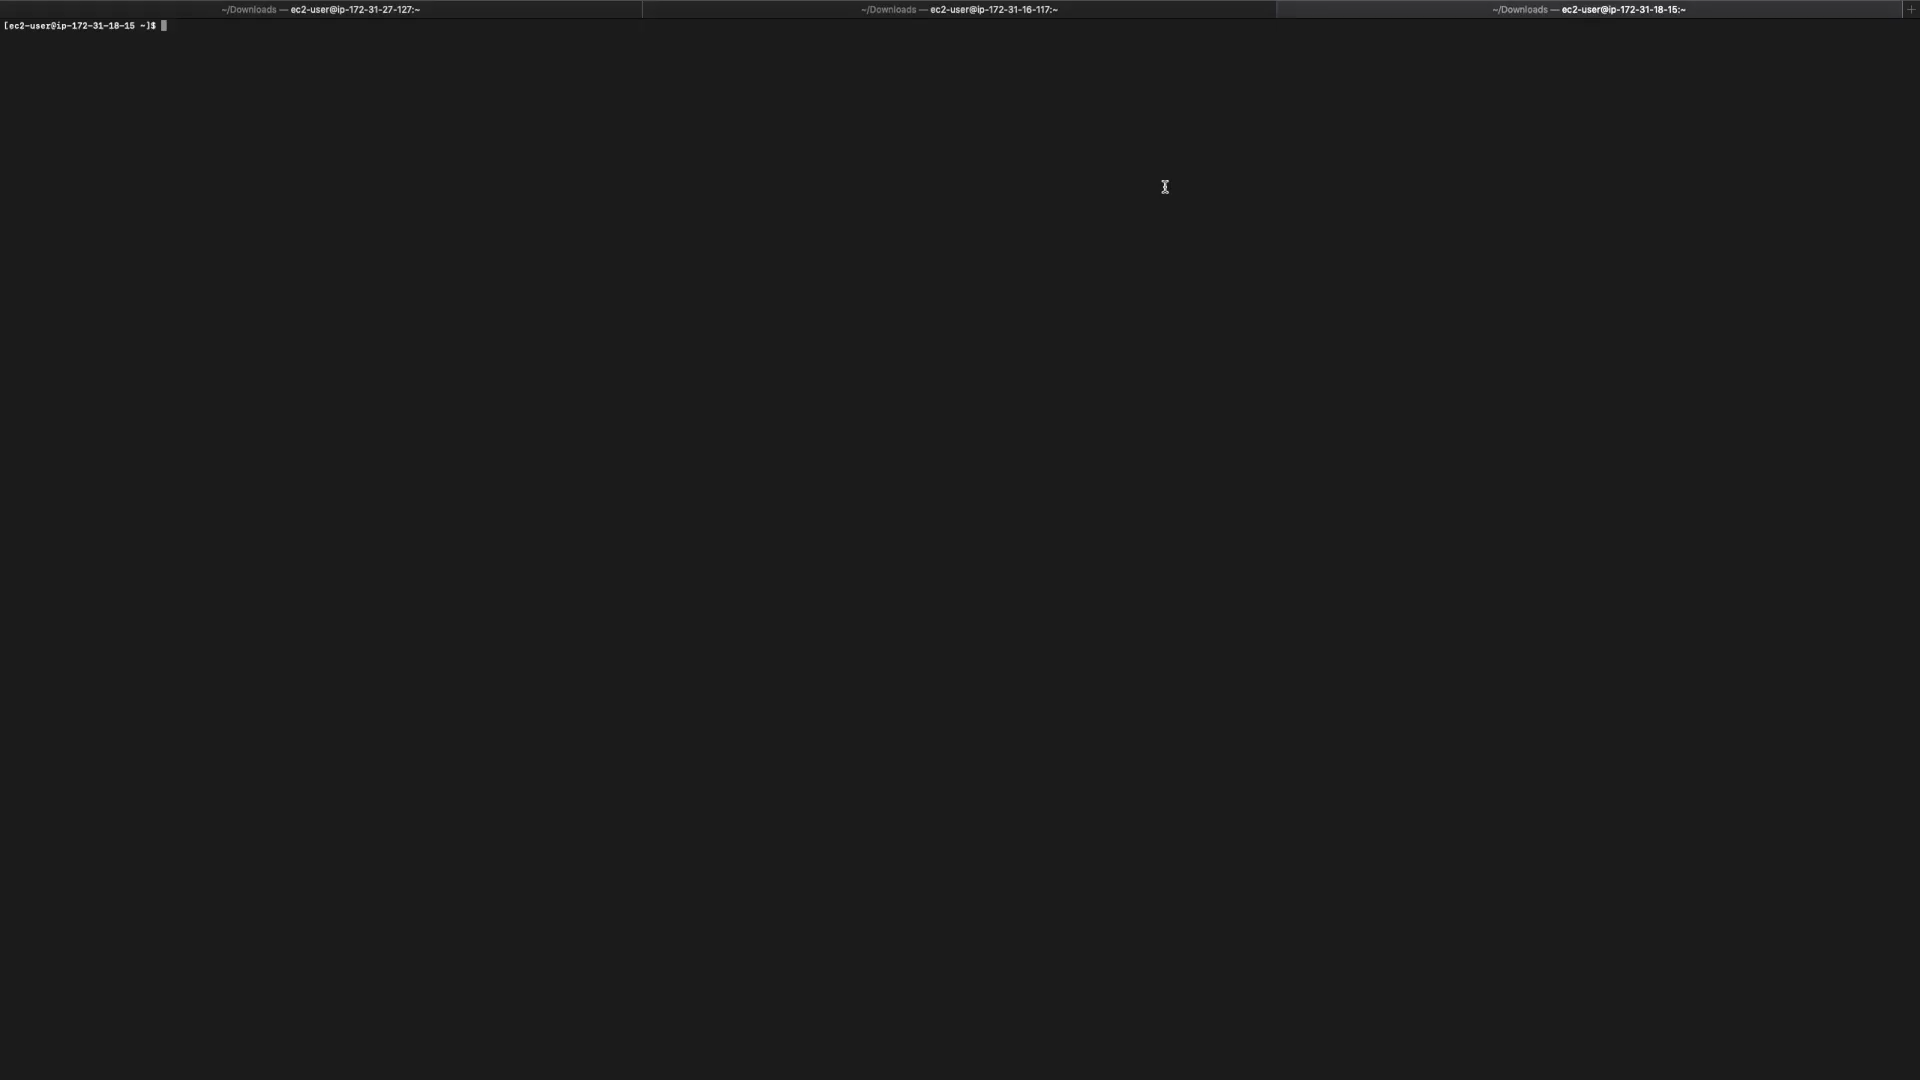 ~/Downloads — ec2-user@ip-172-31-27-127:~
~/Downloads — ec2-user@ip-172-31-16-117:~
~/Downloads — ec2-user@ip-172-31-18-15:~
+
[ec2-user@ip-172-31-18-15 ~]$